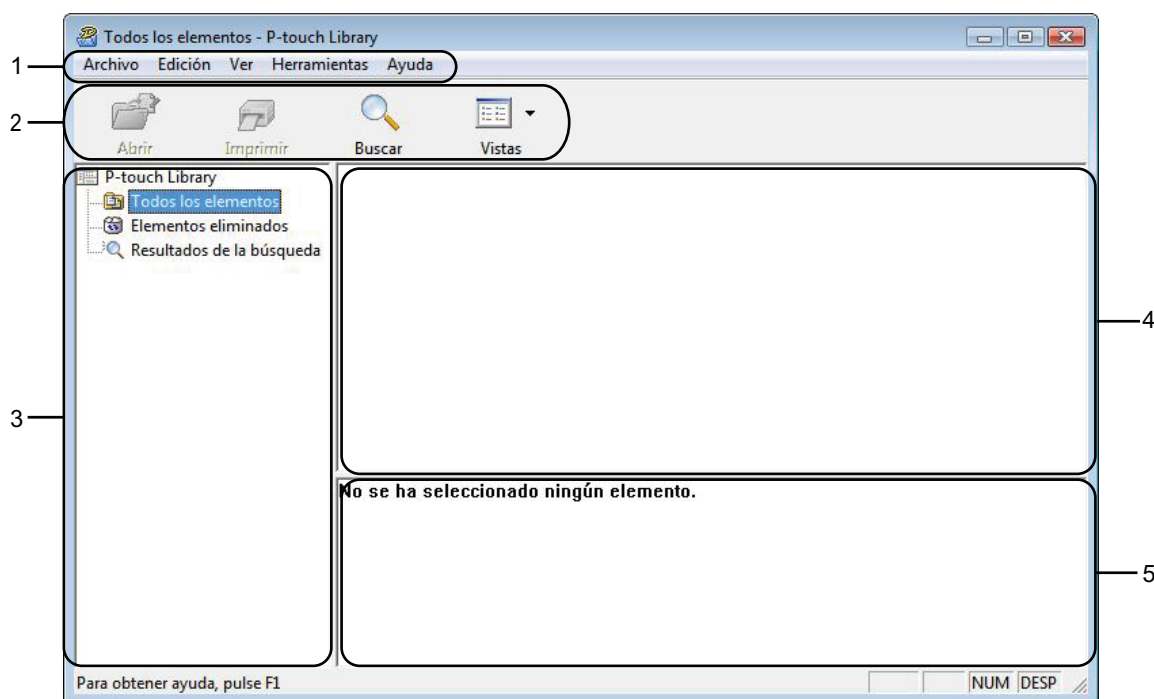 Todos los elementos - P-touch Library
1
Archivo Edición Ver Herramientas Ayuda
2
Abrir Imprimir Buscar Vistas
P-touch Library
Todos los elementos
Elementos eliminados
Resultados de la búsqueda
3
4
No se ha seleccionado ningún elemento.
5
Para obtener ayuda, pulse F1
NUM DESP